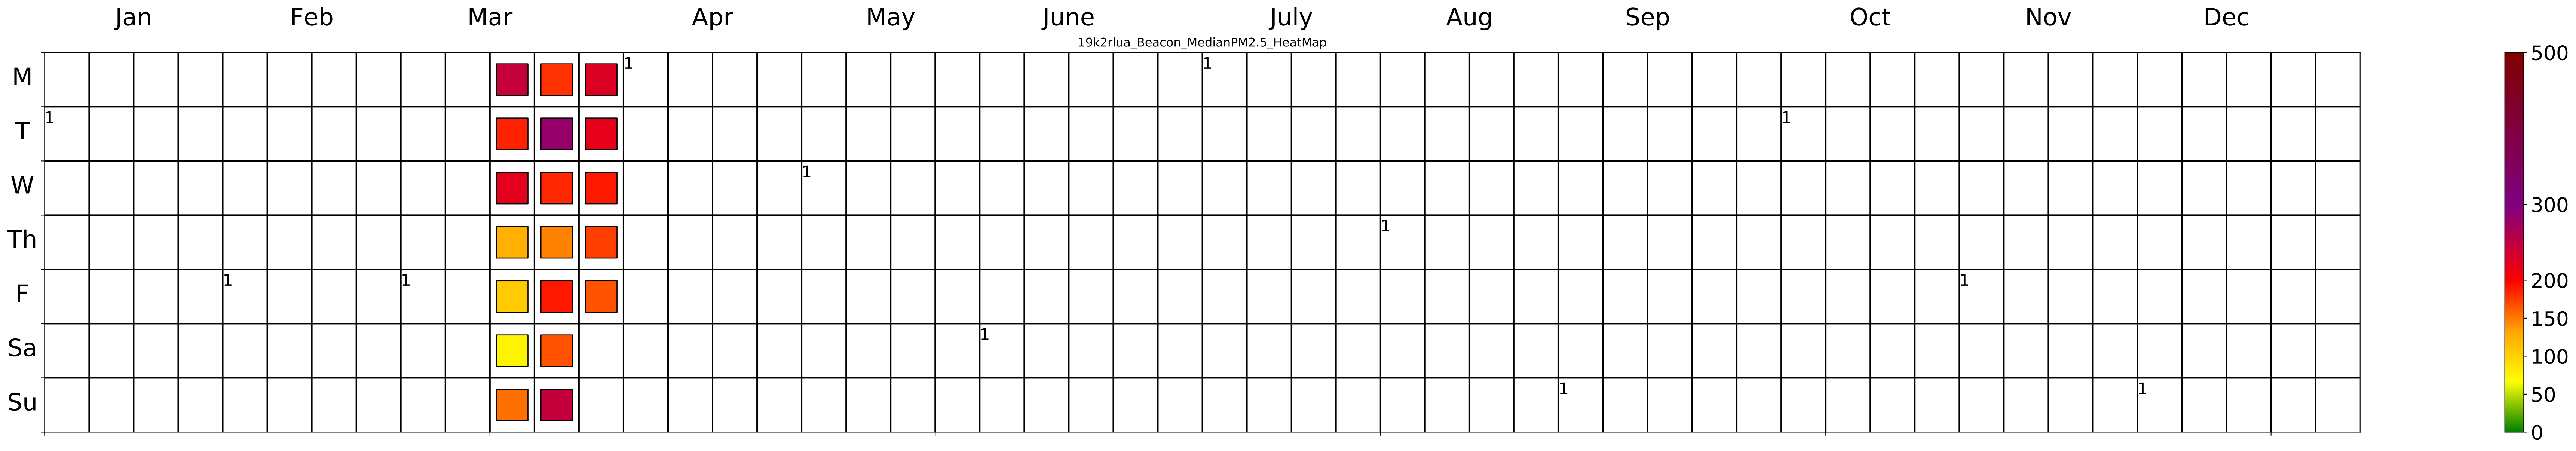 Jan Feb Mar Apr May June July Aug Sep Oct Nov Dec
19k2rlua_Beacon_MedianPM2.5_HeatMap
M 1 1
T 1 1
W 1
Th 1
F 1 1 1
Sa 1
Su 1 1
500
300
200
150
100
50
0